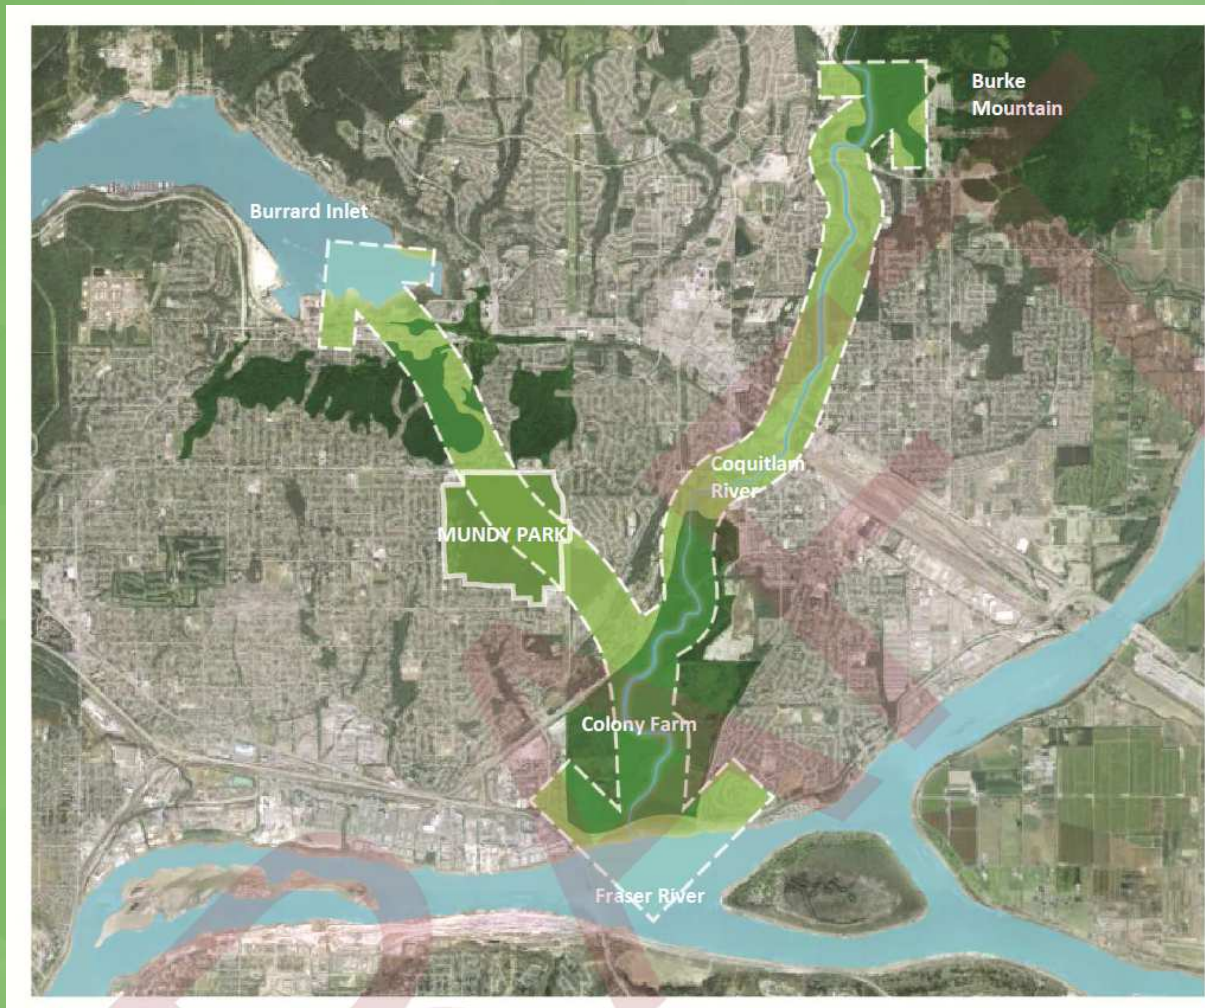 Burke
Mountain
Burrard Inlet
Coquitlam
River
MUNDY PARK
Colony Farm
Fraser River